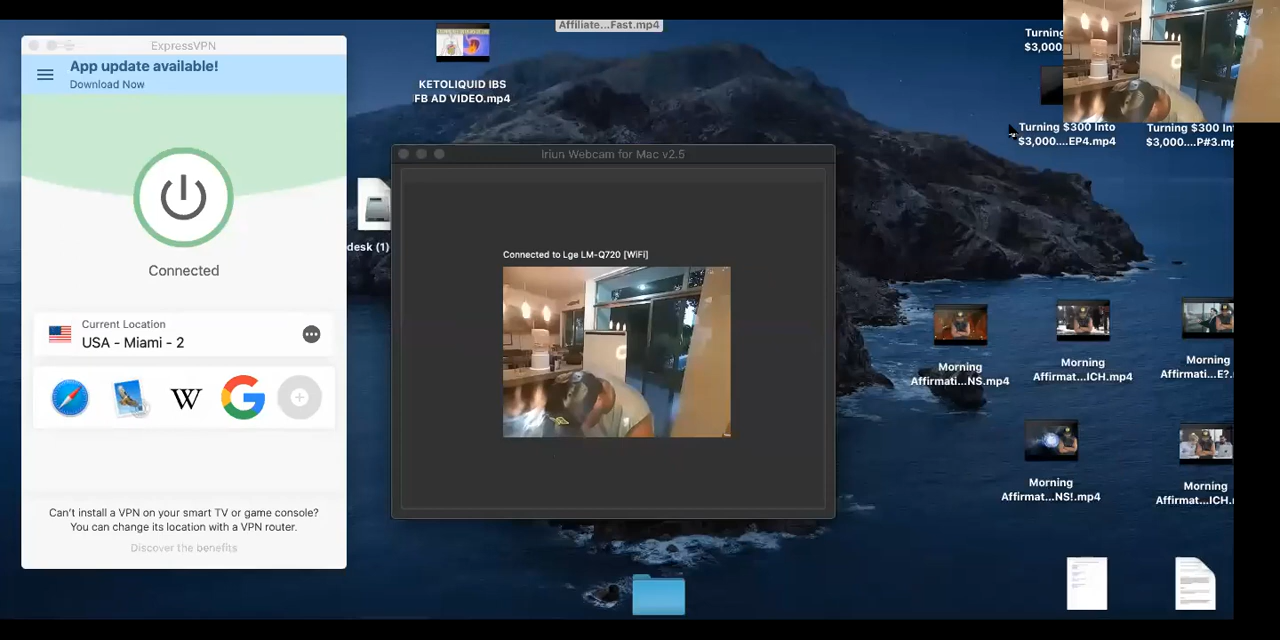 ExpressVPN
App update available!
Download Now
Connected
Current Location
USA - Miami - 2
W
G
Can't install a VPN on your smart TV or game console?
You can change its location with a VPN router.
Discover the benefits
Affiliate...Fast.mp4
KETOLIQUID IBS
FB AD VIDEO.mp4
desk (1)
Iriun Webcam for Mac v2.5
Connected to Lge LM-Q720 [WiFi]
Turning
$3,000
Turning $300 Into
$3,000....EP4.mp4
Turning $300 Into
$3,000....P#3.mp4
Morning
Affirmati...NS.mp4
Morning
Affirmat...ICH.mp4
Morning
Affirmati...E?.
Morning
Affirmat...NS!.mp4
Morning
Affirmat...ICH.